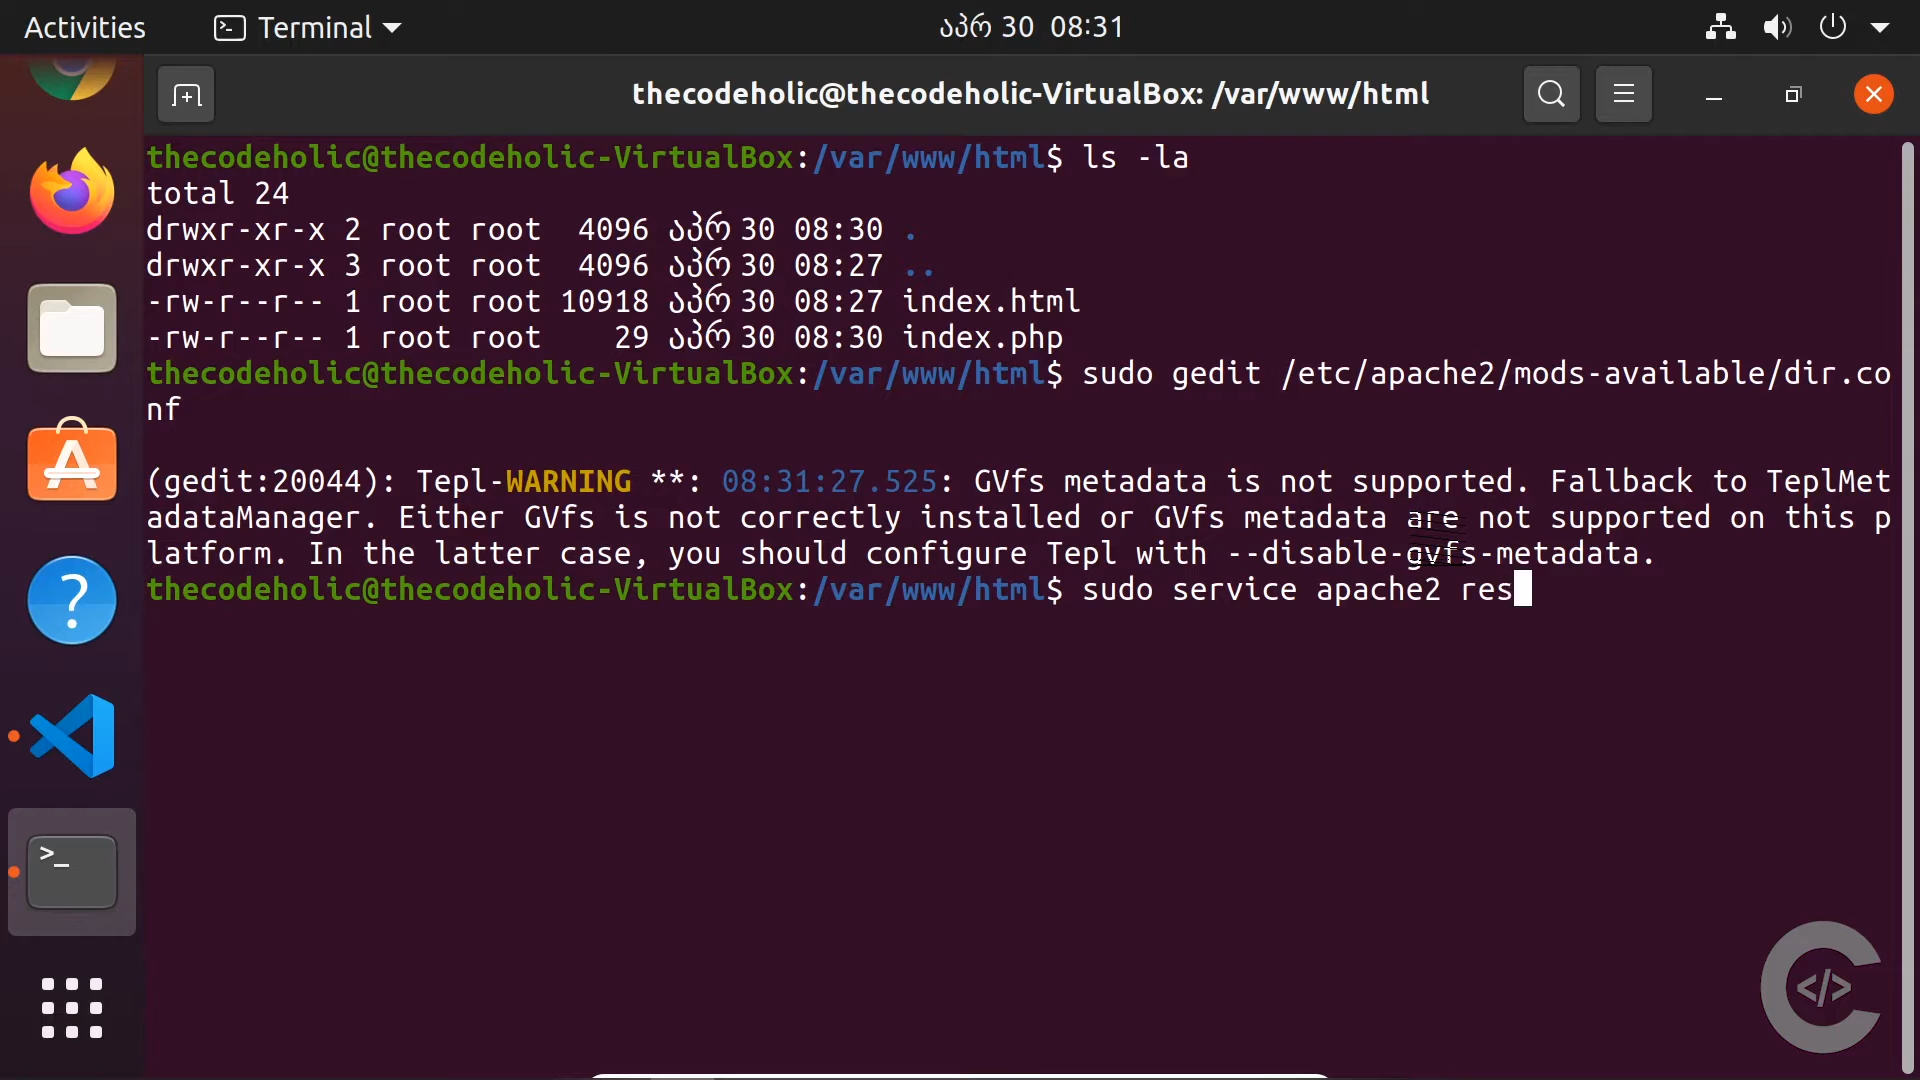 Activities
Terminal
აპრ 30 08:31
thecodeholic@thecodeholic-VirtualBox: /var/www/html
thecodeholic@thecodeholic-VirtualBox:/var/www/html$ ls -la
total 24
drwxr-xr-x 2 root root  4096 აპრ 30 08:30 .
drwxr-xr-x 3 root root  4096 აპრ 30 08:27 ..
-rw-r--r-- 1 root root 10918 აპრ 30 08:27 index.html
-rw-r--r-- 1 root root    29 აპრ 30 08:30 index.php
thecodeholic@thecodeholic-VirtualBox:/var/www/html$ sudo gedit /etc/apache2/mods-available/dir.co
nf
(gedit:20044): Tepl-WARNING **: 08:31:27.525: GVfs metadata is not supported. Fallback to TeplMet
adataManager. Either GVfs is not correctly installed or GVfs metadata not supported on this p
latform. In the latter case, you should configure Tepl with --disable-gvfs-metadata.
thecodeholic@thecodeholic-VirtualBox:/var/www/html$ sudo service apache2 res